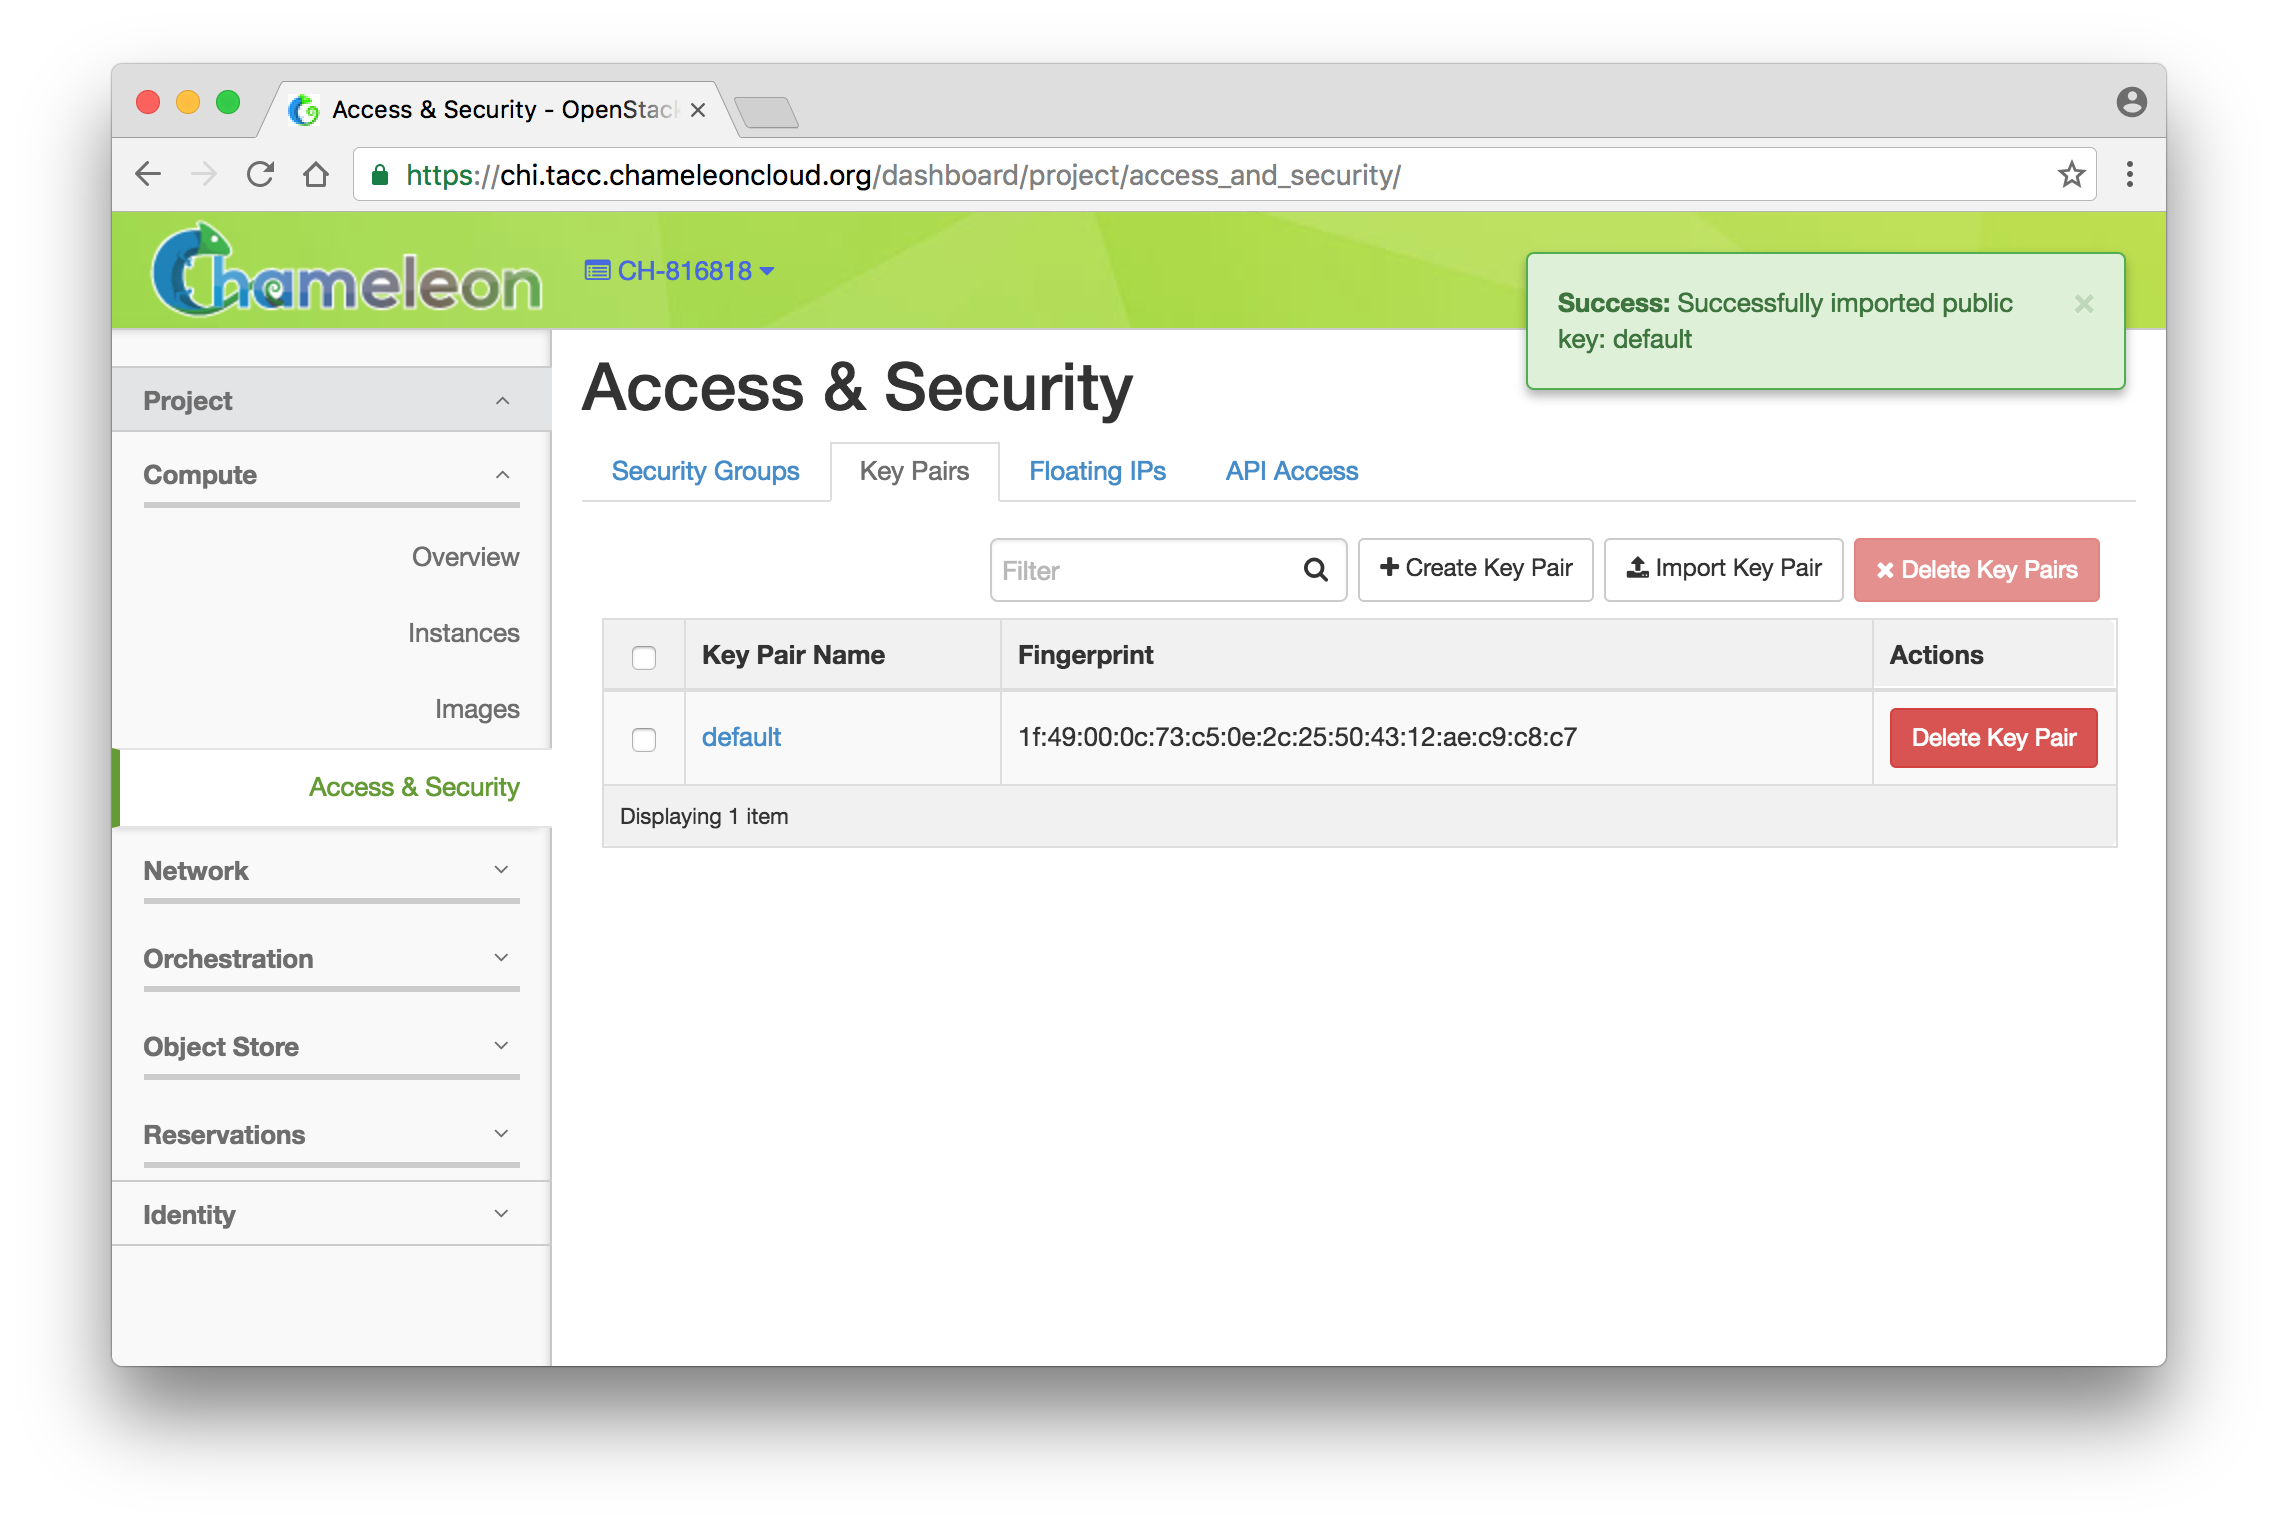 Access & Security - OpenStack
https://chi.tacc.chameleoncloud.org/dashboard/project/access_and_security/
Chameleon
CH-816818
Success: Successfully imported public
key: default
Project
Compute
Overview
Instances
Images
Access & Security
Network
Orchestration
Object Store
Reservations
Identity
Access & Security
Security Groups
Key Pairs
Floating IPs
API Access
Filter
Create Key Pair
Import Key Pair
Delete Key Pairs
Key Pair Name
Fingerprint
Actions
default
1f:49:00:0c:73:c5:0e:2c:25:50:43:12:ae:c9:c8:c7
Delete Key Pair
Displaying 1 item